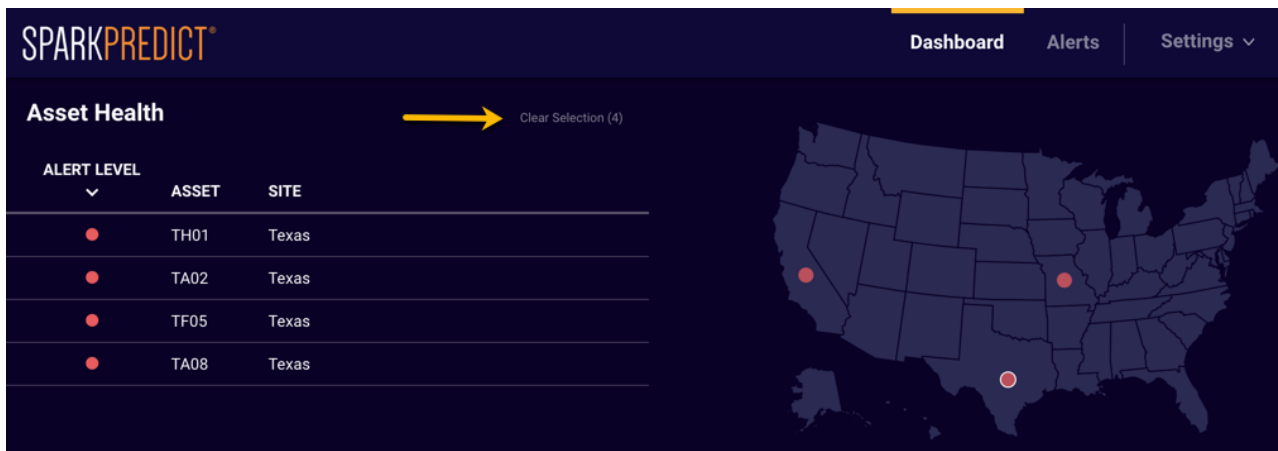 SPARKPREDICT®
Dashboard Alerts Settings
Asset Health
Clear Selection (4)
ALERT LEVEL
ASSET SITE
TH01 Texas
TA02 Texas
TF05 Texas
TA08 Texas